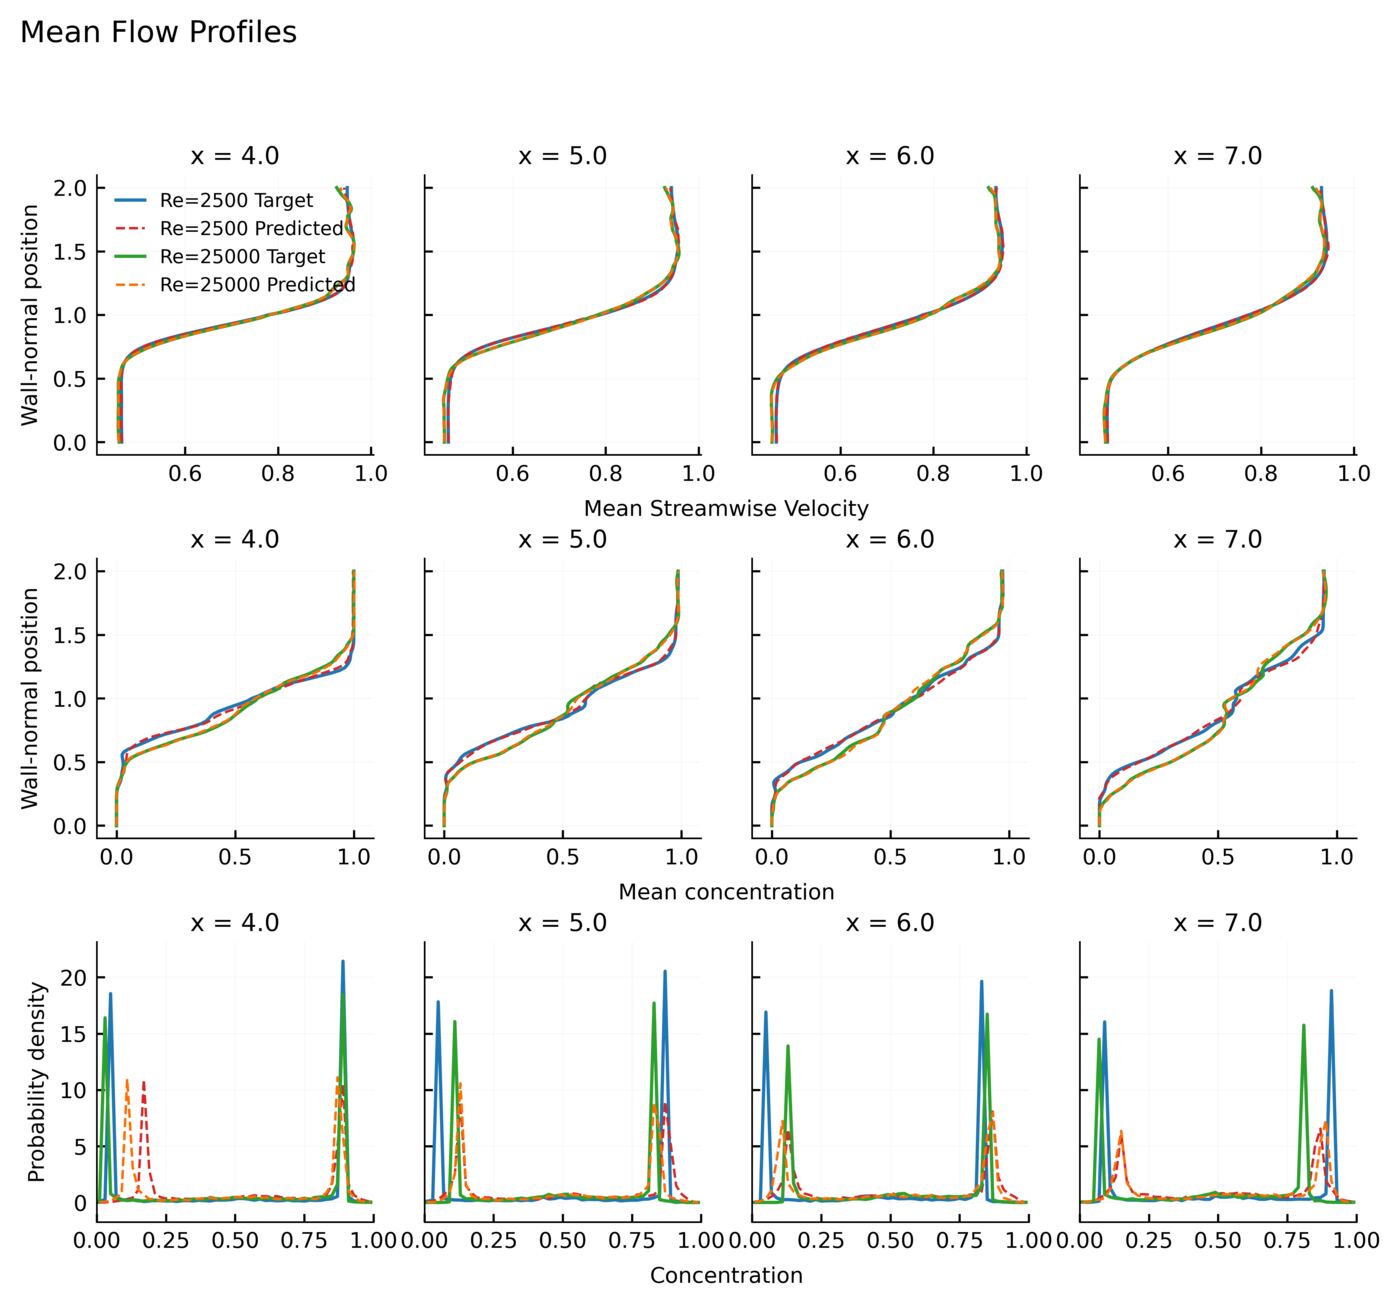 Mean Flow Profiles
x = 4.0 x = 5.0 x = 6.0 x = 7.0
Wall-normal position
2.0
1.5
1.0
0.5
0.0
Re=2500 Target
Re=2500 Predicted
Re=25000 Target
Re=25000 Predicted
0.6 0.8 1.0 0.6 0.8 1.0 0.6 0.8 1.0 0.6 0.8 1.0
Mean Streamwise Velocity
x = 4.0 x = 5.0 x = 6.0 x = 7.0
Wall-normal position
2.0
1.5
1.0
0.5
0.0
0.0 0.5 1.0 0.0 0.5 1.0 0.0 0.5 1.0 0.0 0.5 1.0
Mean concentration
x = 4.0 x = 5.0 x = 6.0 x = 7.0
Probability density
20
15
10
5
0
0.00 0.25 0.50 0.75 1.00 0.00 0.25 0.50 0.75 1.00 0.00 0.25 0.50 0.75 1.00 0.00 0.25 0.50 0.75 1.00
Concentration